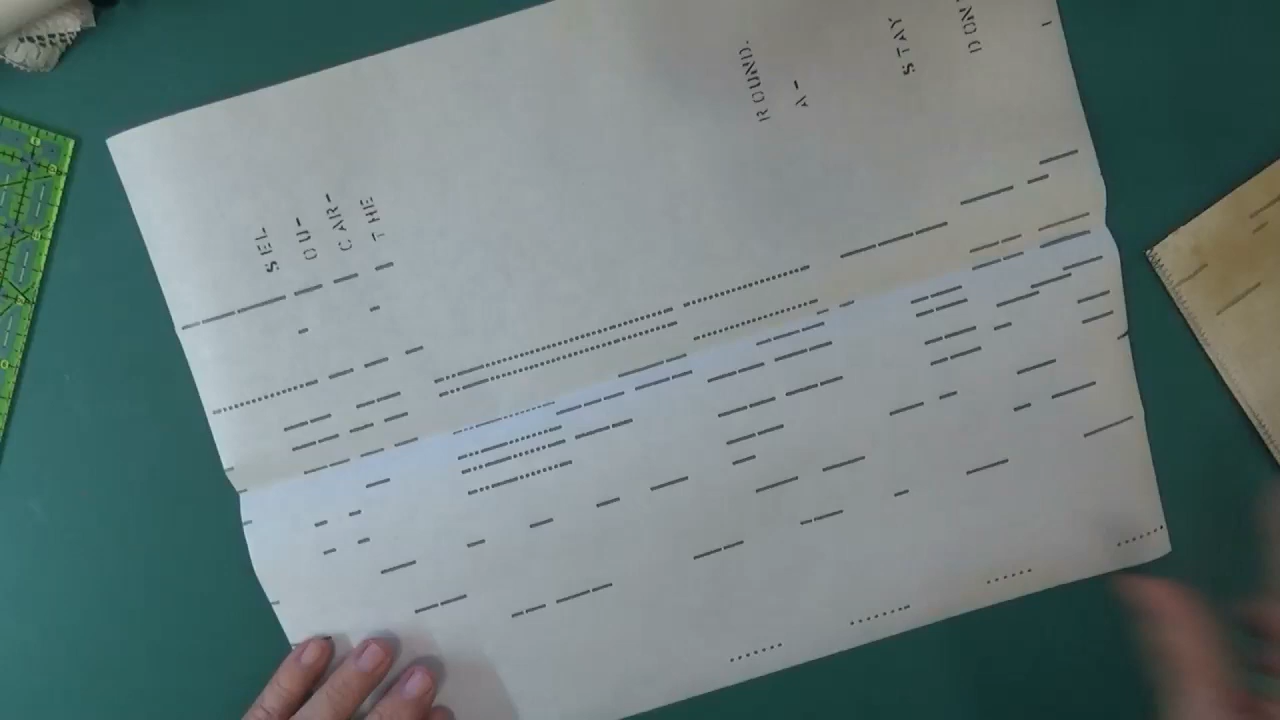 SEL
OU-
CAR-
THE
ROUND.
A-
STAY
DON'